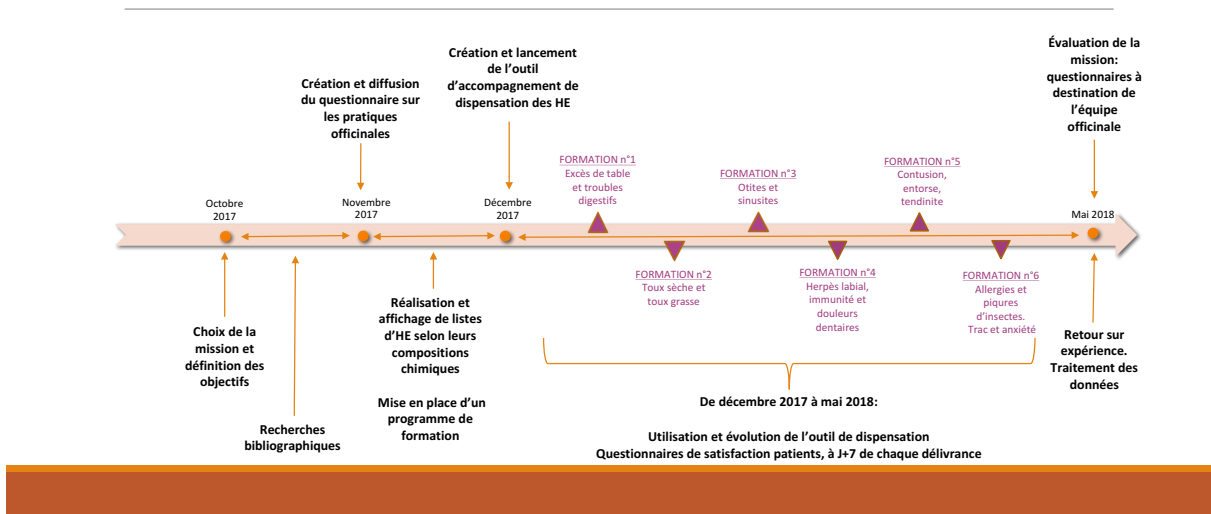 Octobre
2017
Choix de la
mission et
définition des
objectifs
Recherches
bibliographiques
Création et diffusion
du questionnaire sur
les pratiques
officinales
Novembre
2017
Réalisation et
affichage de listes
d'HE selon leurs
compositions
chimiques
Mise en place d'un
programme de
formation
Création et lancement
de l'outil
d'accompagnement de
dispensation des HE
Décembre
2017
FORMATION n°1
Excès de table
et troubles
digestifs
FORMATION n°2
Toux sèche et
toux grasse
FORMATION n°3
Otites et
sinusites
FORMATION n°4
Herpès labial,
immunité et
douleurs
dentaires
FORMATION n°5
Contusion,
entorse,
tendinite
FORMATION n°6
Allergies et
piqures
d'insectes.
Trac et anxiété
De décembre 2017 à mai 2018:
Utilisation et évolution de l'outil de dispensation
Questionnaires de satisfaction patients, à J+7 de chaque délivrance
Évaluation de la
mission:
questionnaires à
destination de
l'équipe
officinale
Mai 2018
Retour sur
expérience.
Traitement des
données